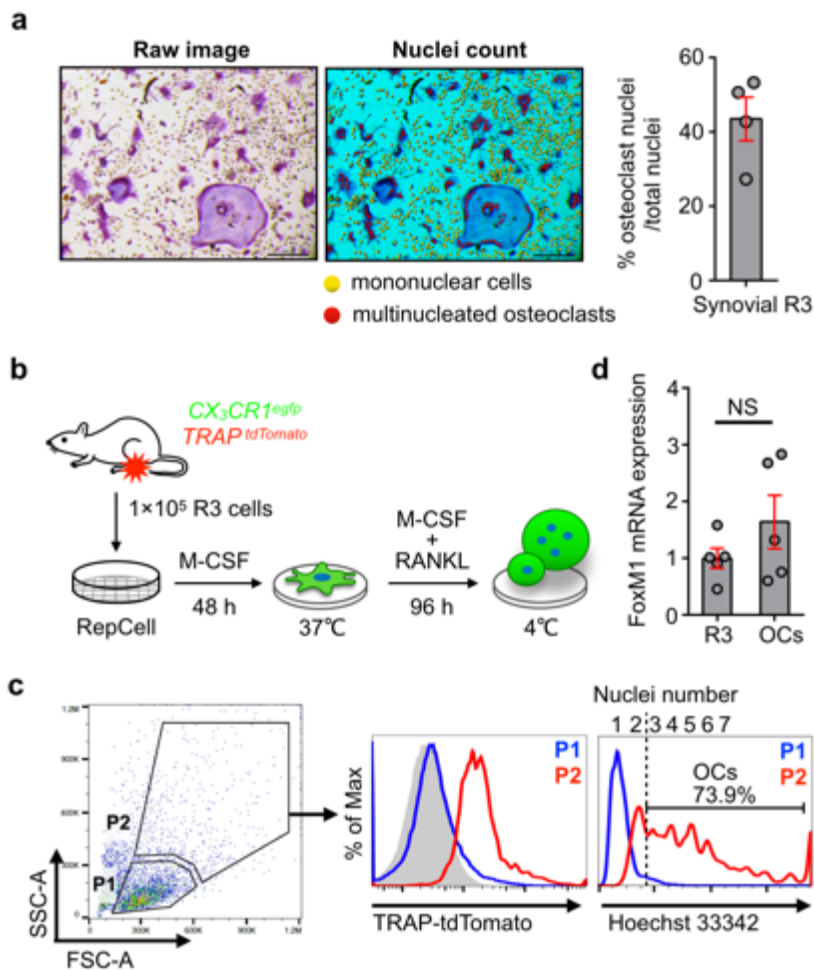 a
Raw image
Nuclei count
mononuclear cells
multinucleated osteoclasts
% osteoclast nuclei
/total nuclei
60
40
20
0
Synovial R3
b
CX₃CR1ᵉᵍᶠᵖ
TRAP ᵗᵈᵀᵒᵐᵃᵗᵒ
1×10⁵ R3 cells
RepCell
M-CSF
48 h
37℃
M-CSF
+
RANKL
96 h
4℃
d
FoxM1 mRNA expression
4
3
2
1
0
NS
R3
OCs
c
SSC-A
1.2M
900K
600K
300K
0
P2
P1
0
300K
600K
900K
1.2M
FSC-A
% of Max
P1
P2
TRAP-tdTomato
Nuclei number
1 2 3 4 5 6 7
P1
P2
OCs
73.9%
Hoechst 33342